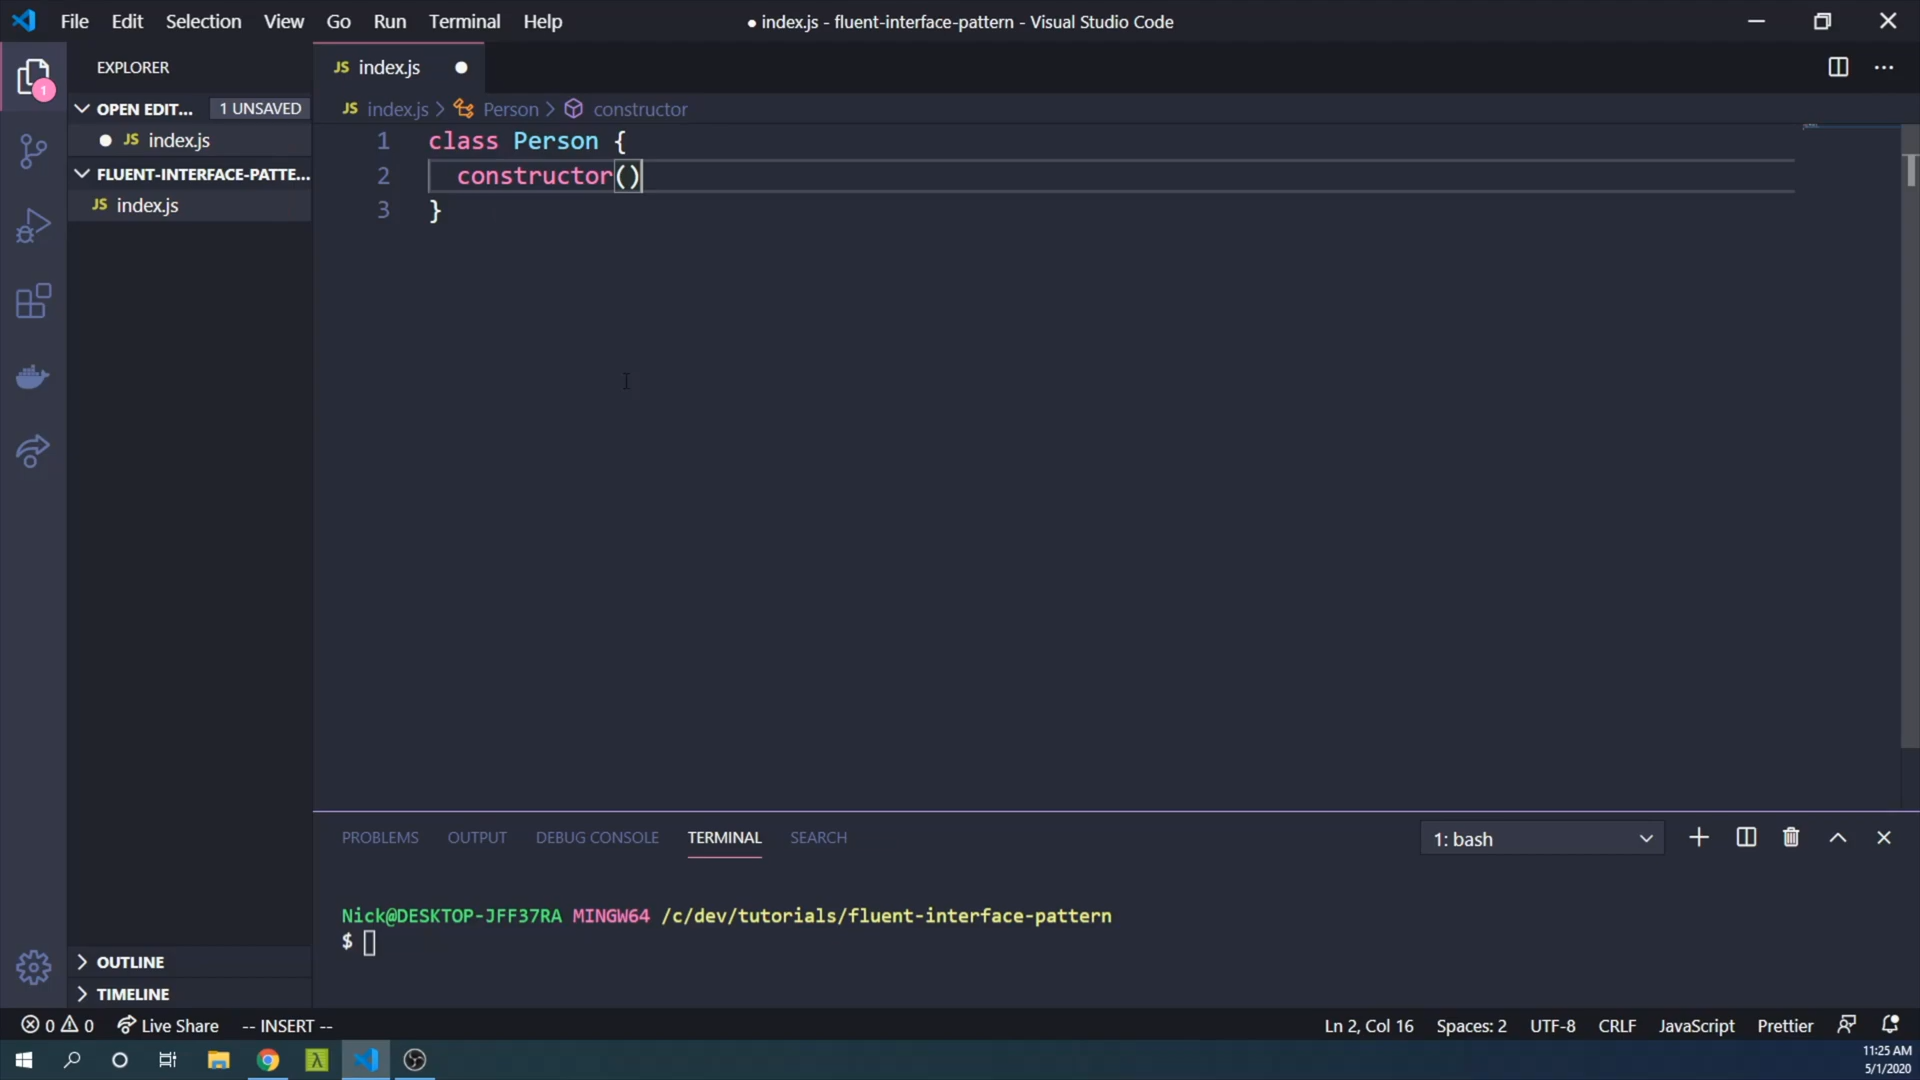 File Edit Selection View Go Run Terminal Help
● index.js - fluent-interface-pattern - Visual Studio Code
1
EXPLORER
JS index.js ●
OPEN EDIT... 1 UNSAVED
● JS index.js
FLUENT-INTERFACE-PATTE...
JS index.js
JS index.js > Person > constructor
1 class Person {
2 constructor()
3 }
OUTLINE
TIMELINE
PROBLEMS OUTPUT DEBUG CONSOLE TERMINAL SEARCH
1: bash
Nick@DESKTOP-JFF37RA MINGW64 /c/dev/tutorials/fluent-interface-pattern
$
0 0 Live Share -- INSERT --
Ln 2, Col 16 Spaces: 2 UTF-8 CRLF JavaScript Prettier
λ
11:25 AM
5/1/2020